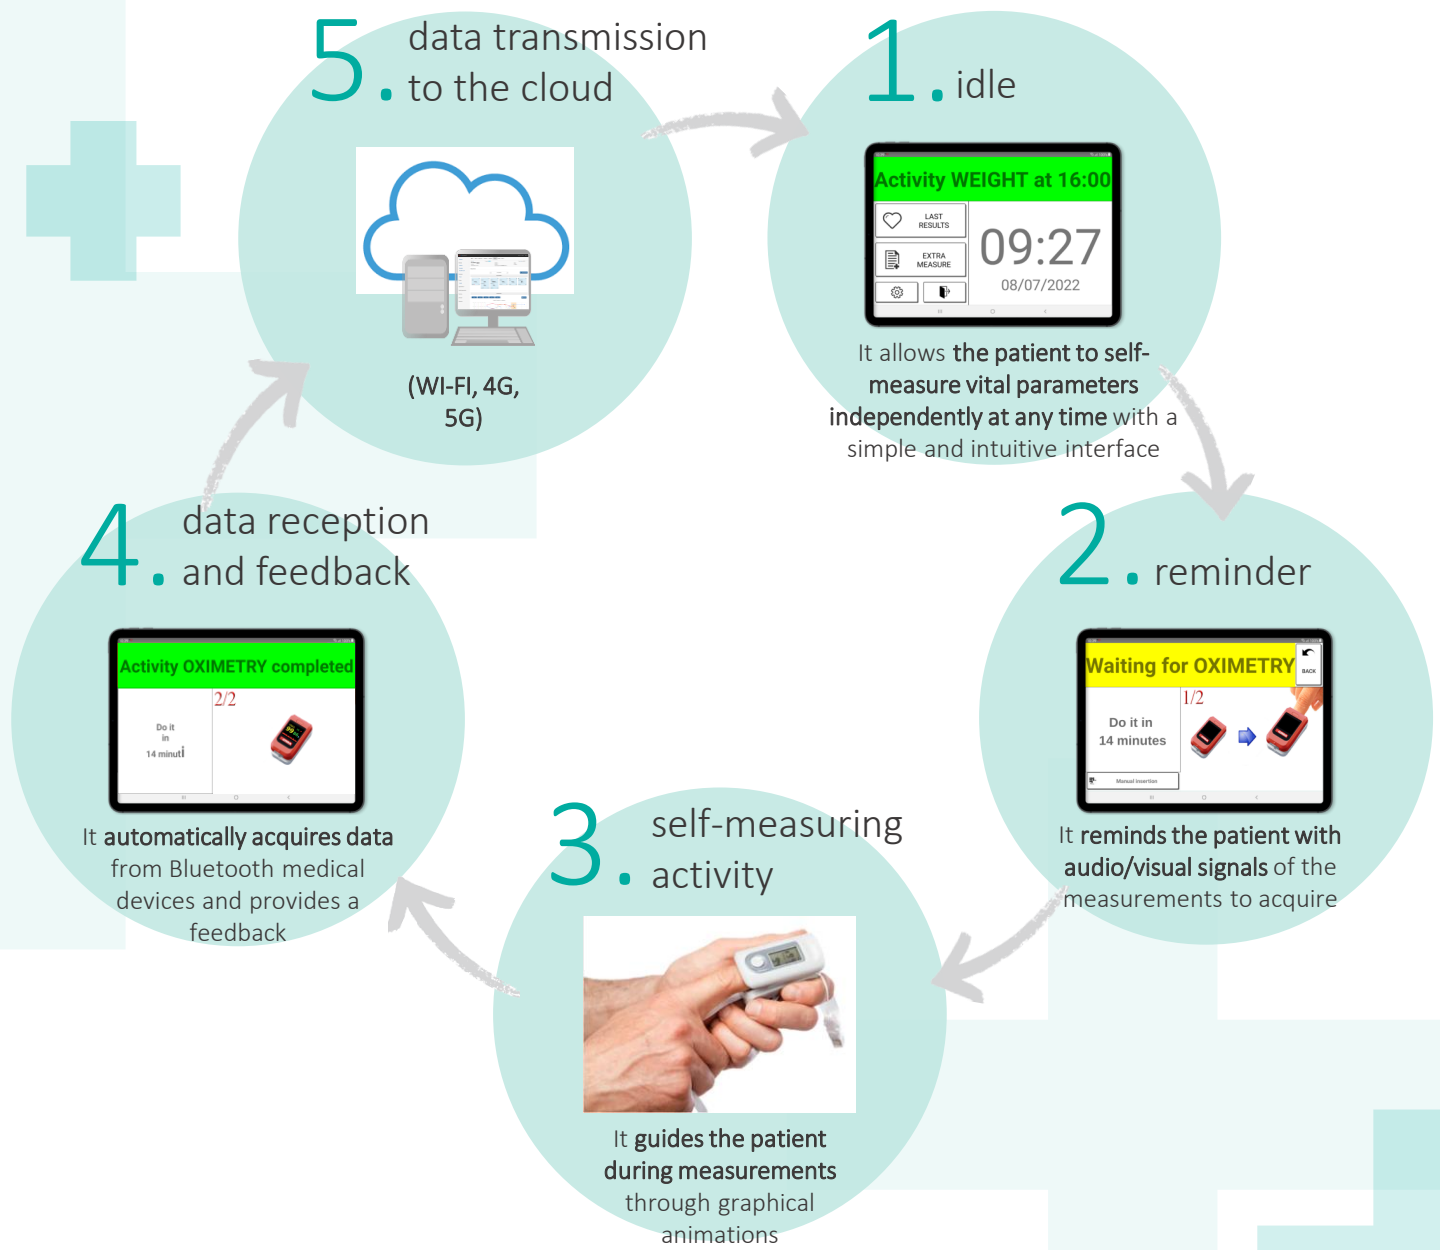 5. data transmission
to the cloud
(WI-FI, 4G,
5G)
1. idle
Activity WEIGHT at 16:00
LAST
RESULTS
EXTRA
MEASURE
09:27
08/07/2022
It allows the patient to self-
measure vital parameters
independently at any time with a
simple and intuitive interface
2. reminder
Waiting for OXIMETRY
BACK
1/2
Do it in
14 minutes
Manual Insertion
It reminds the patient with
audio/visual signals of the
measurements to acquire
3. self-measuring
activity
It guides the patient
during measurements
through graphical
animations
4. data reception
and feedback
Activity OXIMETRY completed
2/2
Do it
in
14 minuti
It automatically acquires data
from Bluetooth medical
devices and provides a
feedback